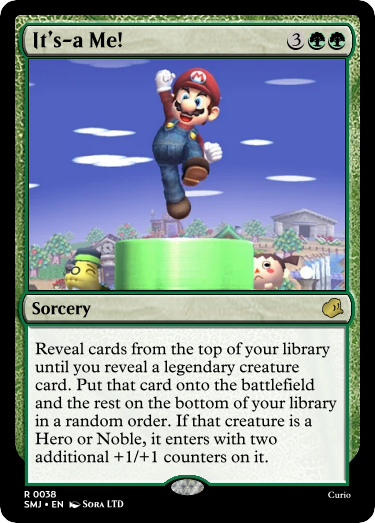 It's-a Me! 3
Sorcery
Reveal cards from the top of your library
until you reveal a legendary creature
card. Put that card onto the battlefield
and the rest on the bottom of your library
in a random order. If that creature is a
Hero or Noble, it enters with two
additional +1/+1 counters on it.
R 0038
SMJ • EN Sora LTD
Curio